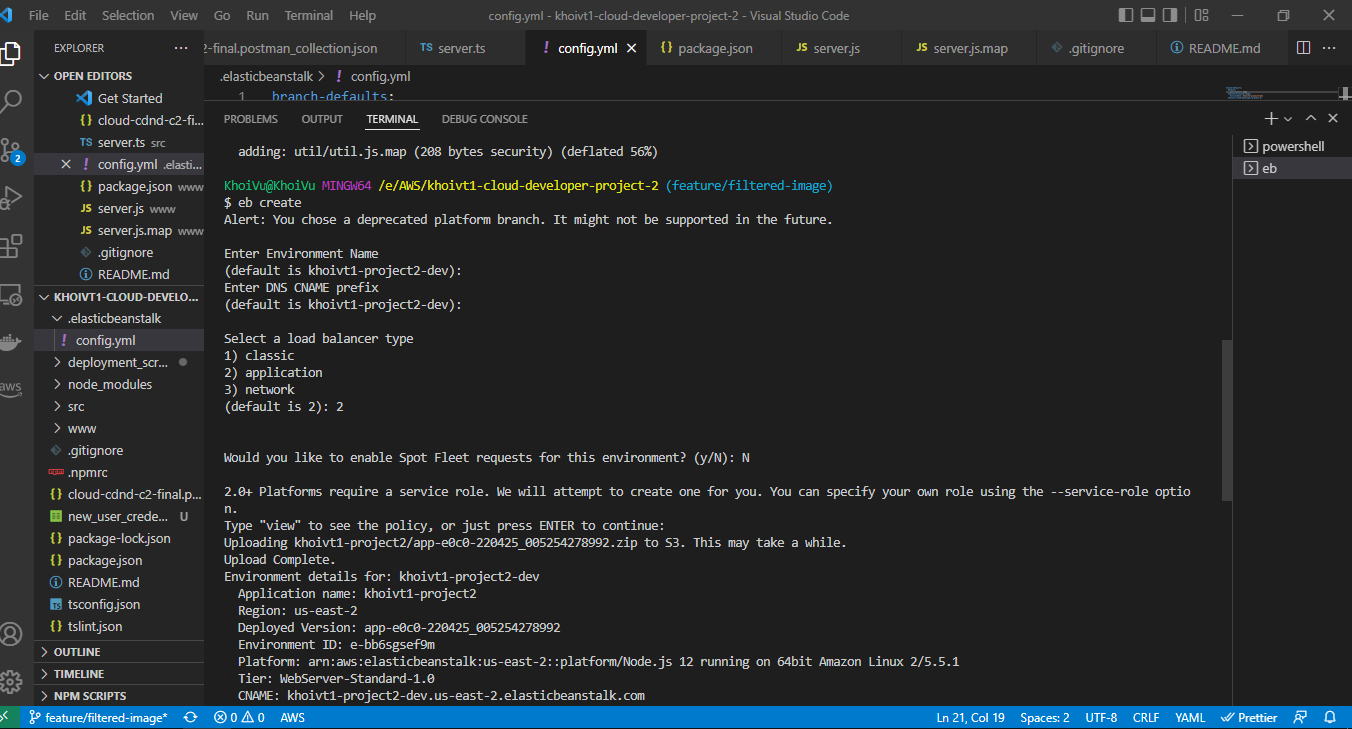 File Edit Selection View Go Run Terminal Help
config.yml - khoivt1-cloud-developer-project-2 - Visual Studio Code
EXPLORER
2-final.postman_collection.json
TS server.ts
! config.yml
{} package.json
JS server.js
JS server.js.map
.gitignore
README.md
OPEN EDITORS
Get Started
{} cloud-cdnd-c2-fi...
TS server.ts src
! config.yml .elastic...
{} package.json www
JS server.js www
JS server.js.map www
.gitignore
README.md
KHOIVT1-CLOUD-DEVELO...
.elasticbeanstalk
! config.yml
deployment_scr...
node_modules
src
www
.gitignore
.npmrc
{} cloud-cdnd-c2-final.p...
new_user_crede... U
{} package-lock.json
{} package.json
README.md
TS tsconfig.json
{} tslint.json
OUTLINE
TIMELINE
NPM SCRIPTS
2
aws
.elasticbeanstalk > ! config.yml
1 branch-defaults:
PROBLEMS OUTPUT TERMINAL DEBUG CONSOLE
powershell
eb
adding: util/util.js.map (208 bytes security) (deflated 56%)
KhoiVu@KhoiVu MINGW64 /e/AWS/khoivt1-cloud-developer-project-2 (feature/filtered-image)
$ eb create
Alert: You chose a deprecated platform branch. It might not be supported in the future.
Enter Environment Name
(default is khoivt1-project2-dev):
Enter DNS CNAME prefix
(default is khoivt1-project2-dev):
Select a load balancer type
1) classic
2) application
3) network
(default is 2): 2
Would you like to enable Spot Fleet requests for this environment? (y/N): N
2.0+ Platforms require a service role. We will attempt to create one for you. You can specify your own role using the --service-role optio
n.
Type "view" to see the policy, or just press ENTER to continue:
Uploading khoivt1-project2/app-e0c0-220425_005254278992.zip to S3. This may take a while.
Upload Complete.
Environment details for: khoivt1-project2-dev
Application name: khoivt1-project2
Region: us-east-2
Deployed Version: app-e0c0-220425_005254278992
Environment ID: e-bb6sgsef9m
Platform: arn:aws:elasticbeanstalk:us-east-2::platform/Node.js 12 running on 64bit Amazon Linux 2/5.5.1
Tier: WebServer-Standard-1.0
CNAME: khoivt1-project2-dev.us-east-2.elasticbeanstalk.com
feature/filtered-image* 0 0 AWS
Ln 21, Col 19 Spaces: 2 UTF-8 CRLF YAML Prettier